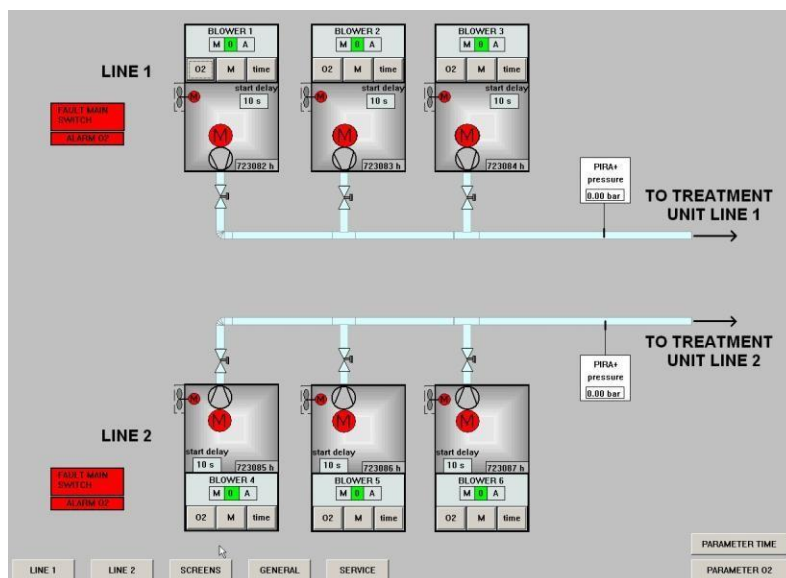 BLOWER 1
M 0 A
O2 M time
start delay
10 s
M
M
723082 h
BLOWER 2
M 0 A
O2 M time
start delay
10 s
M
M
723083 h
BLOWER 3
M 0 A
O2 M time
start delay
10 s
M
M
723084 h
LINE 1
FAULT MAIN
SWITCH
ALARM O2
PIRA+
pressure
0.00 bar
TO TREATMENT
UNIT LINE 1
TO TREATMENT
UNIT LINE 2
PIRA+
pressure
0.00 bar
LINE 2
FAULT MAIN
SWITCH
ALARM O2
M
M
start delay
10 s
723085 h
BLOWER 4
M 0 A
O2 M time
M
M
start delay
10 s
723086 h
BLOWER 5
M 0 A
O2 M time
M
M
start delay
10 s
723087 h
BLOWER 6
M 0 A
O2 M time
PARAMETER TIME
LINE 1 LINE 2 SCREENS GENERAL SERVICE PARAMETER O2